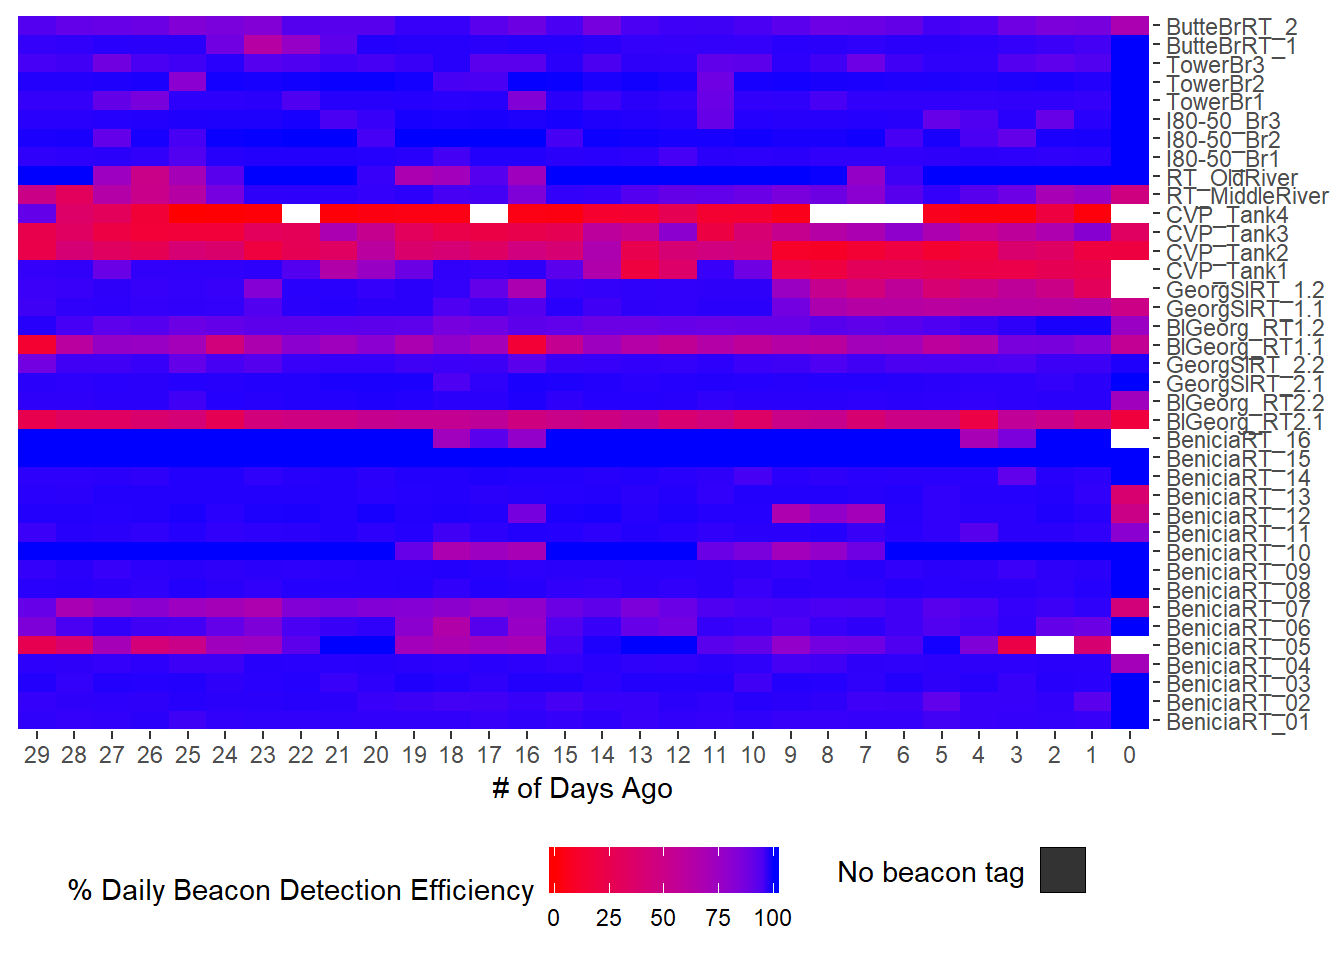 ButteBrRT_2
ButteBrRT_1
TowerBr3
TowerBr2
TowerBr1
I80-50_Br3
I80-50_Br2
I80-50_Br1
RT_OldRiver
RT_MiddleRiver
CVP_Tank4
CVP_Tank3
CVP_Tank2
CVP_Tank1
GeorgSlRT_1.2
GeorgSlRT_1.1
BlGeorg_RT1.2
BlGeorg_RT1.1
GeorgSlRT_2.2
GeorgSlRT_2.1
BlGeorg_RT2.2
BlGeorg_RT2.1
BeniciaRT_16
BeniciaRT_15
BeniciaRT_14
BeniciaRT_13
BeniciaRT_12
BeniciaRT_11
BeniciaRT_10
BeniciaRT_09
BeniciaRT_08
BeniciaRT_07
BeniciaRT_06
BeniciaRT_05
BeniciaRT_04
BeniciaRT_03
BeniciaRT_02
BeniciaRT_01
29 28 27 26 25 24 23 22 21 20 19 18 17 16 15 14 13 12 11 10 9 8 7 6 5 4 3 2 1 0
# of Days Ago
% Daily Beacon Detection Efficiency
0 25 50 75 100
No beacon tag